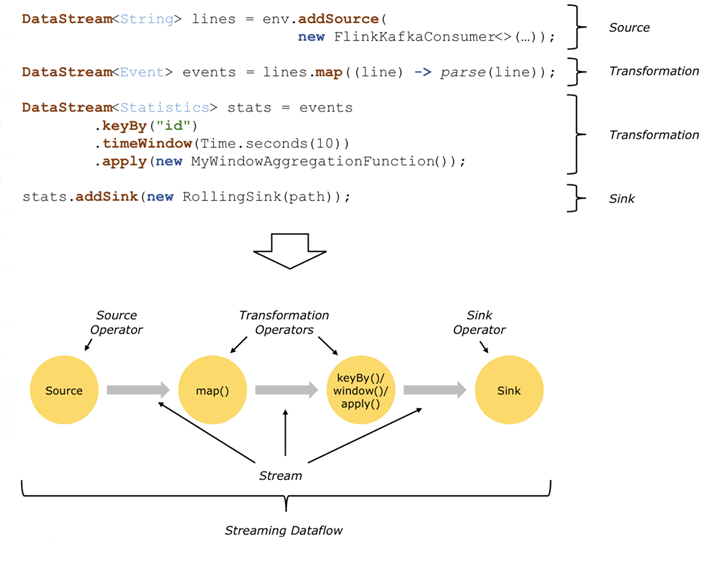 DataStream<String> lines = env.addSource(
new FlinkKafkaConsumer<>(…));
Source
DataStream<Event> events = lines.map((line) -> parse(line));
Transformation
DataStream<Statistics> stats = events
.keyBy("id")
.timeWindow(Time.seconds(10))
.apply(new MyWindowAggregationFunction());
Transformation
stats.addSink(new RollingSink(path));
Sink
Source
Operator
Transformation
Operators
Sink
Operator
Source
map()
keyBy()/
window()/
apply()
Sink
Stream
Streaming Dataflow